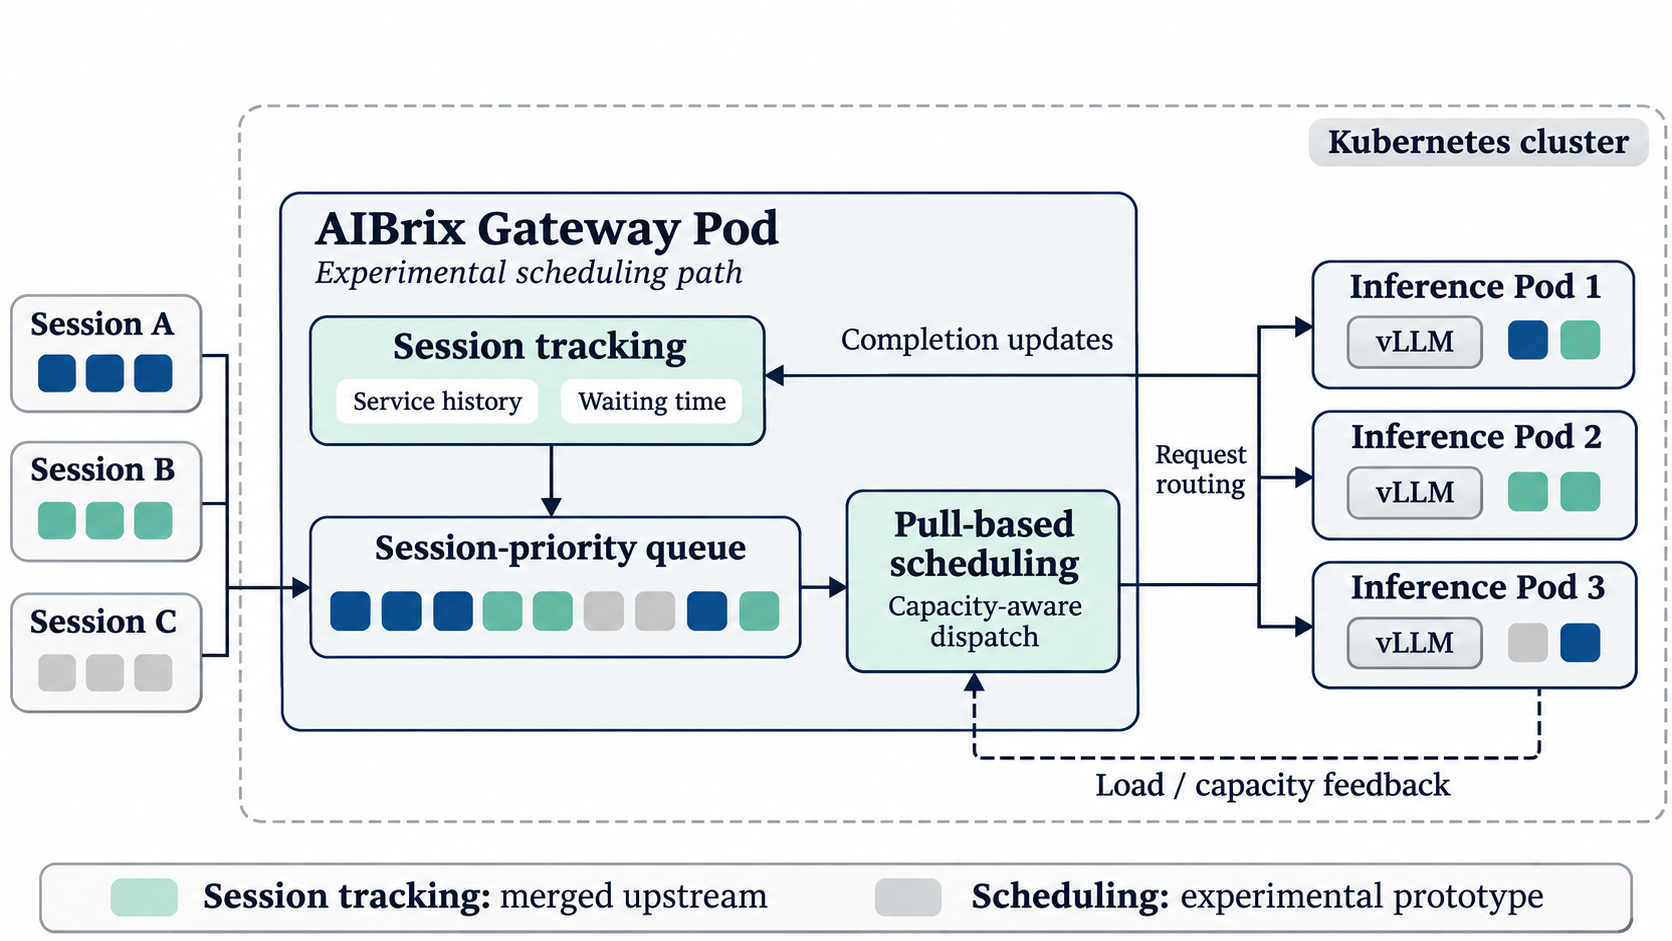 Kubernetes cluster
AIBrix Gateway Pod
Experimental scheduling path
Session A
Session B
Session C
Session tracking
Service history
Waiting time
Completion updates
Session-priority queue
Pull-based
scheduling
Capacity-aware
dispatch
Request
routing
Inference Pod 1
vLLM
Inference Pod 2
vLLM
Inference Pod 3
vLLM
Load / capacity feedback
Session tracking: merged upstream
Scheduling: experimental prototype